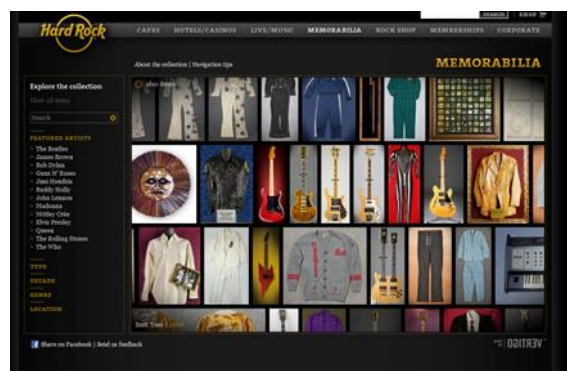 SEARCH | SHOP
Hard Rock
CAFES HOTELS/CASINOS LIVE/MUSIC MEMORABILIA ROCK SHOP MEMBERSHIPS CORPORATE
About the collection | Navigation tips
MEMORABILIA
Explore the collection
Show all items
Search
FEATURED ARTISTS
The Beatles
James Brown
Bob Dylan
Guns N' Roses
Jimi Hendrix
Buddy Holly
John Lennon
Madonna
Mötley Crüe
Elvis Presley
Queen
The Rolling Stones
The Who
TYPE
DECADE
GENRE
LOCATION
Share on Facebook | Send us feedback
VERTIGO